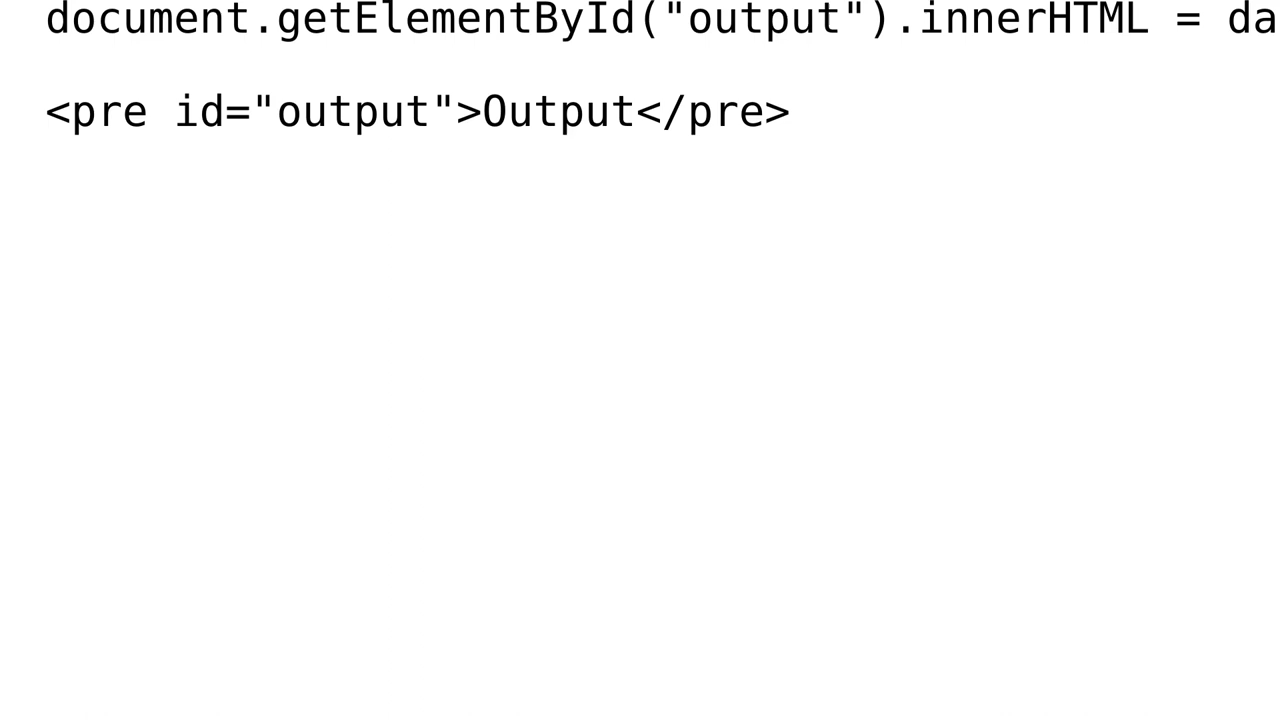 document.getElementById("output").innerHTML = da
<pre id="output">Output</pre>